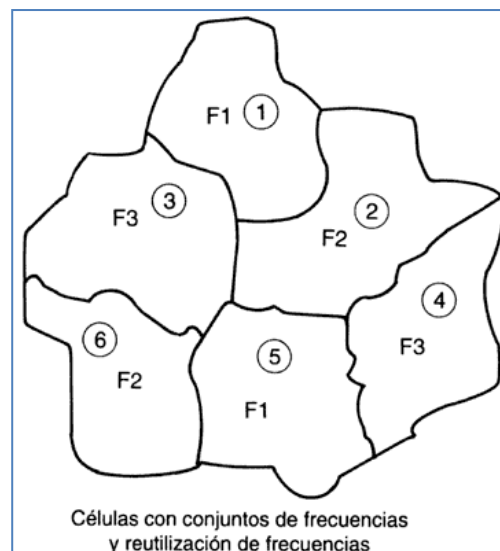 F1 1
3
F3
2
F2
4
F3
6
F2
5
F1
Células con conjuntos de frecuencias
y reutilización de frecuencias